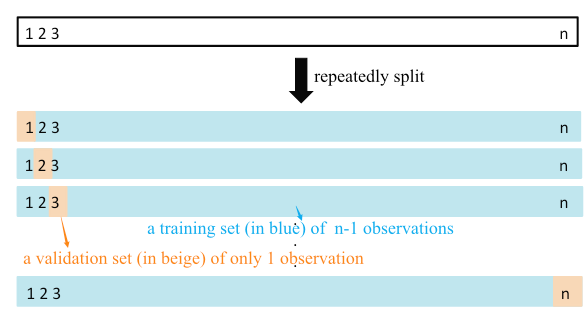 1 2 3 n
repeatedly split
1 2 3 n
1 2 3 n
1 2 3 n
a training set (in blue) of n-1 observations
a validation set (in beige) of only 1 observation
1 2 3 n